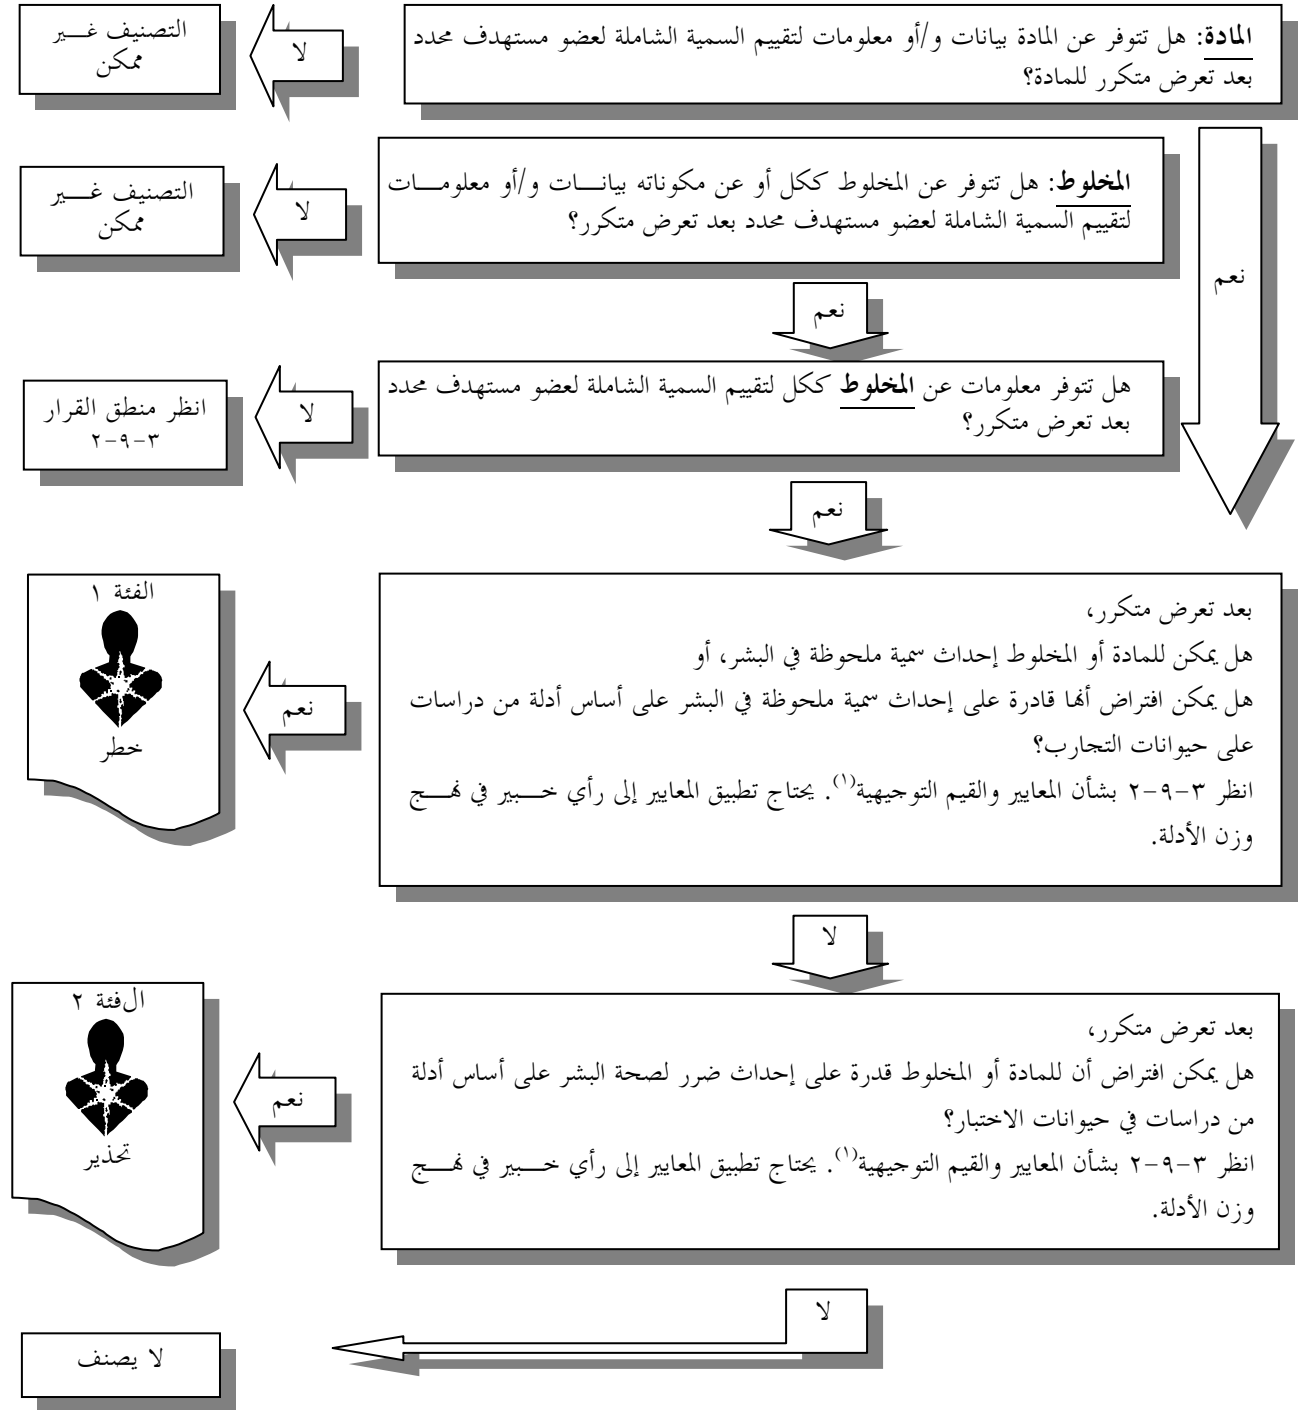 المادة: هل تتوفر عن المادة بيانات و/أو معلومات لتقييم السمية الشاملة لعضو مستهدف محدد
بعد تعرض متكرر للمادة؟
لا
التصنيف غير
ممكن
المخلوط: هل تتوفر عن المخلوط ككل أو عن مكوناته بيانات و/أو معلومات
لتقييم السمية الشاملة لعضو مستهدف محدد بعد تعرض متكرر؟
لا
التصنيف غير
ممكن
نعم
نعم
هل تتوفر معلومات عن المخلوط ككل لتقييم السمية الشاملة لعضو مستهدف محدد
بعد تعرض متكرر؟
لا
انظر منطق القرار
٣-٩-٢
نعم
بعد تعرض متكرر،
هل يمكن للمادة أو المخلوط إحداث سمية ملحوظة في البشر، أو
هل يمكن افتراض أنها قادرة على إحداث سمية ملحوظة في البشر على أساس أدلة من دراسات
على حيوانات التجارب؟
انظر ٣-٩-٢ بشأن المعايير والقيم التوجيهية(١). يحتاج تطبيق المعايير إلى رأي خبير في نهج
وزن الأدلة.
نعم
الفئة ١
خطر
لا
بعد تعرض متكرر،
هل يمكن افتراض أن للمادة أو المخلوط قدرة على إحداث ضرر لصحة البشر على أساس أدلة
من دراسات في حيوانات الاختبار؟
انظر ٣-٩-٢ بشأن المعايير والقيم التوجيهية(١). يحتاج تطبيق المعايير إلى رأي خبير في نهج
وزن الأدلة.
نعم
الفئة ٢
تحذير
لا
لا يصنف